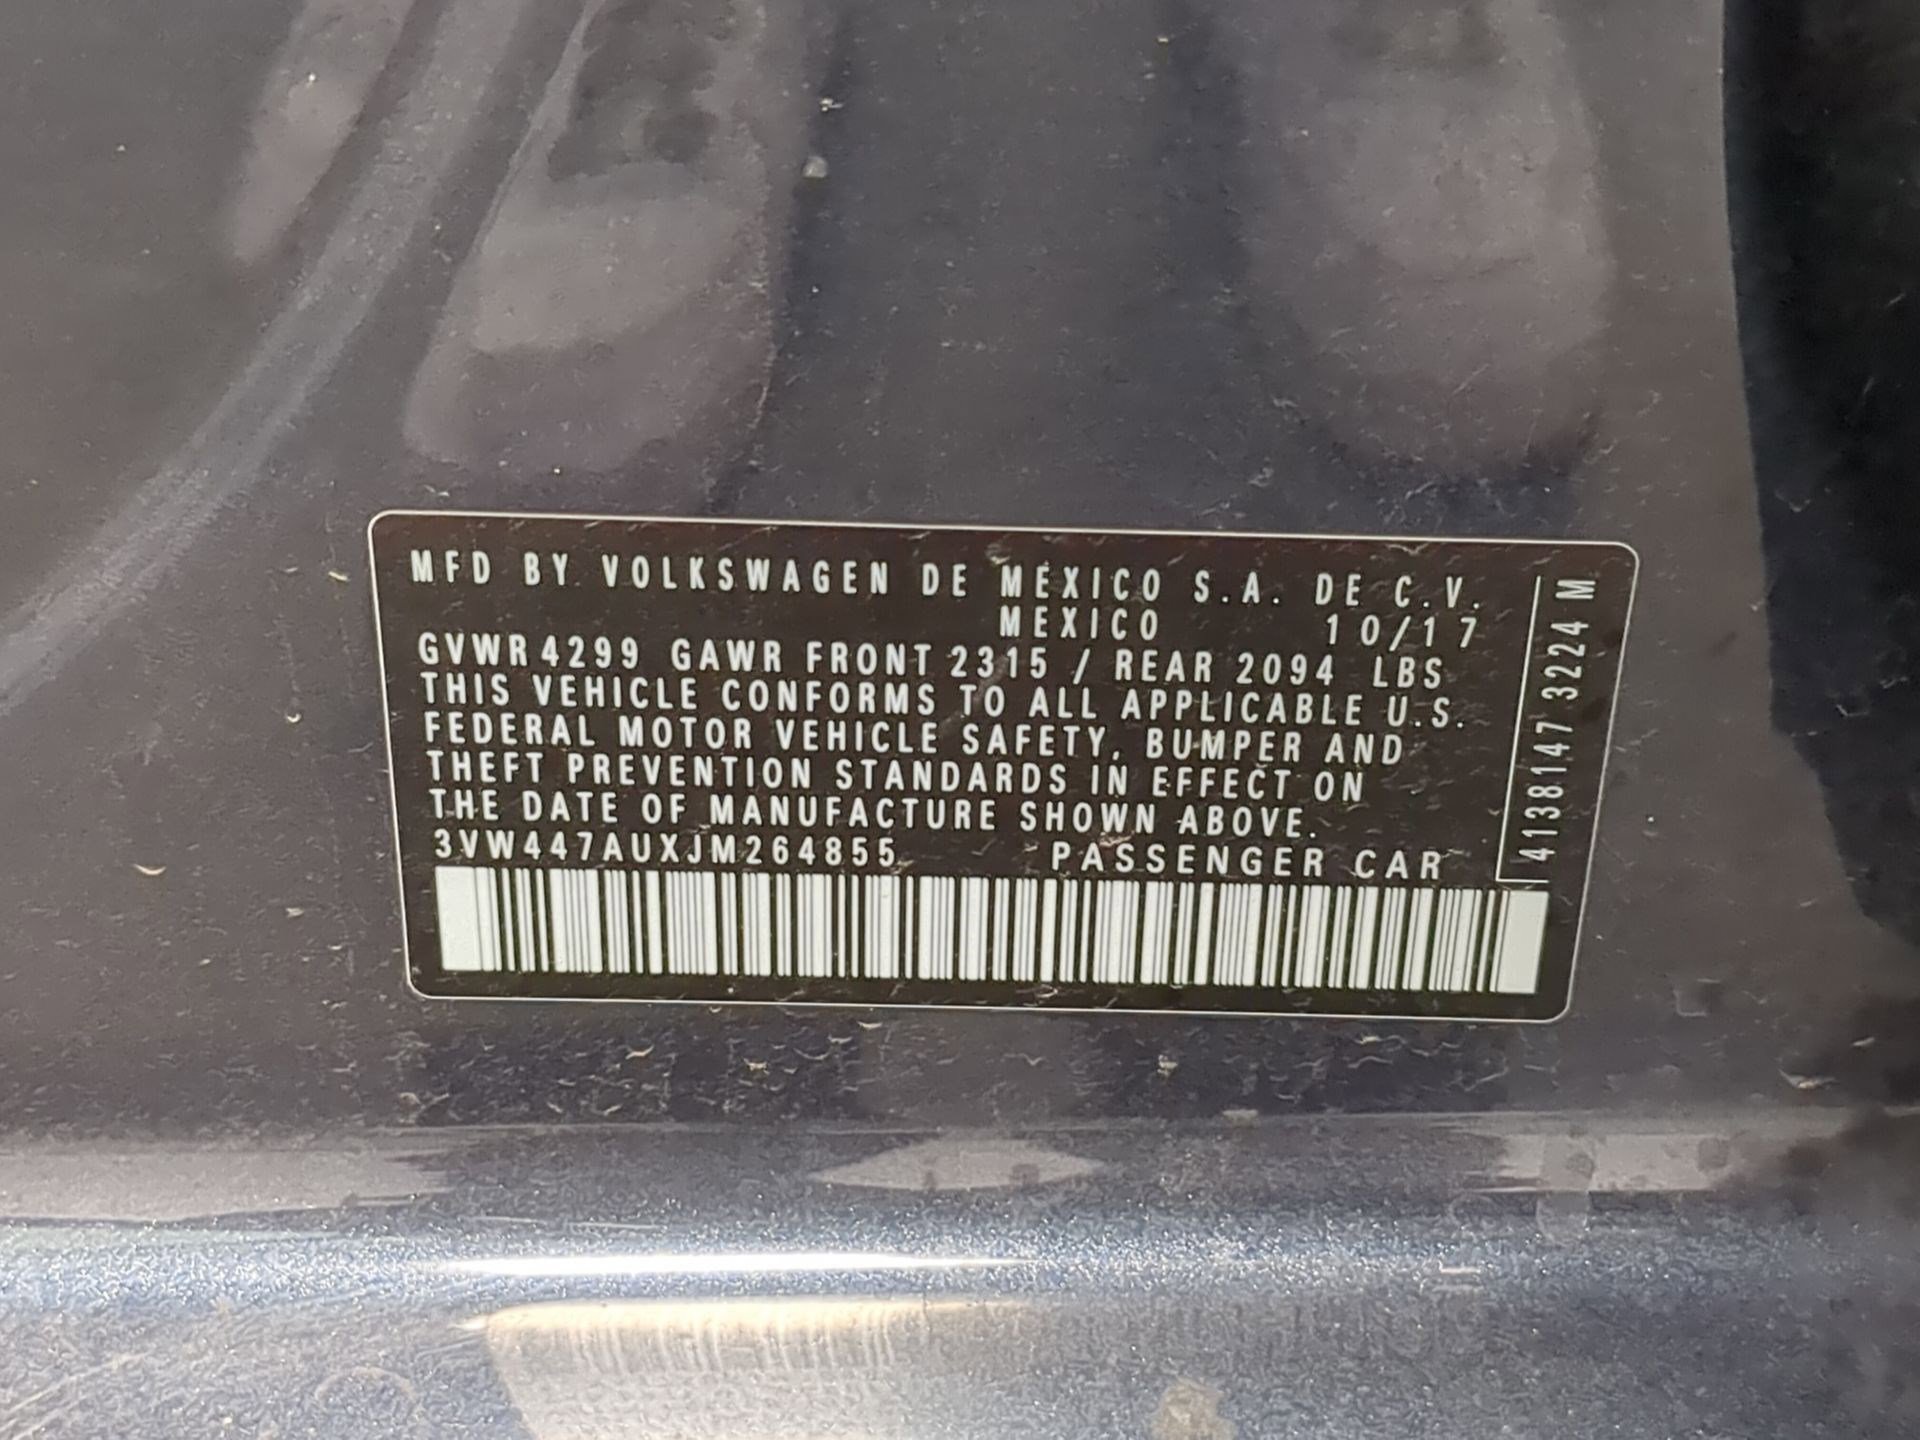 MFD BY VOLKSWAGEN DE MEXICO S.A. DE C.V.
MEXICO 10/17
GVWR 4299 GAWR FRONT 2315 / REAR 2094 LBS
THIS VEHICLE CONFORMS TO ALL APPLICABLE U.S.
FEDERAL MOTOR VEHICLE SAFETY, BUMPER AND
THEFT PREVENTION STANDARDS IN EFFECT ON
THE DATE OF MANUFACTURE SHOWN ABOVE.
3VW447AUXJM264855 PASSENGER CAR
4138147 3224 M